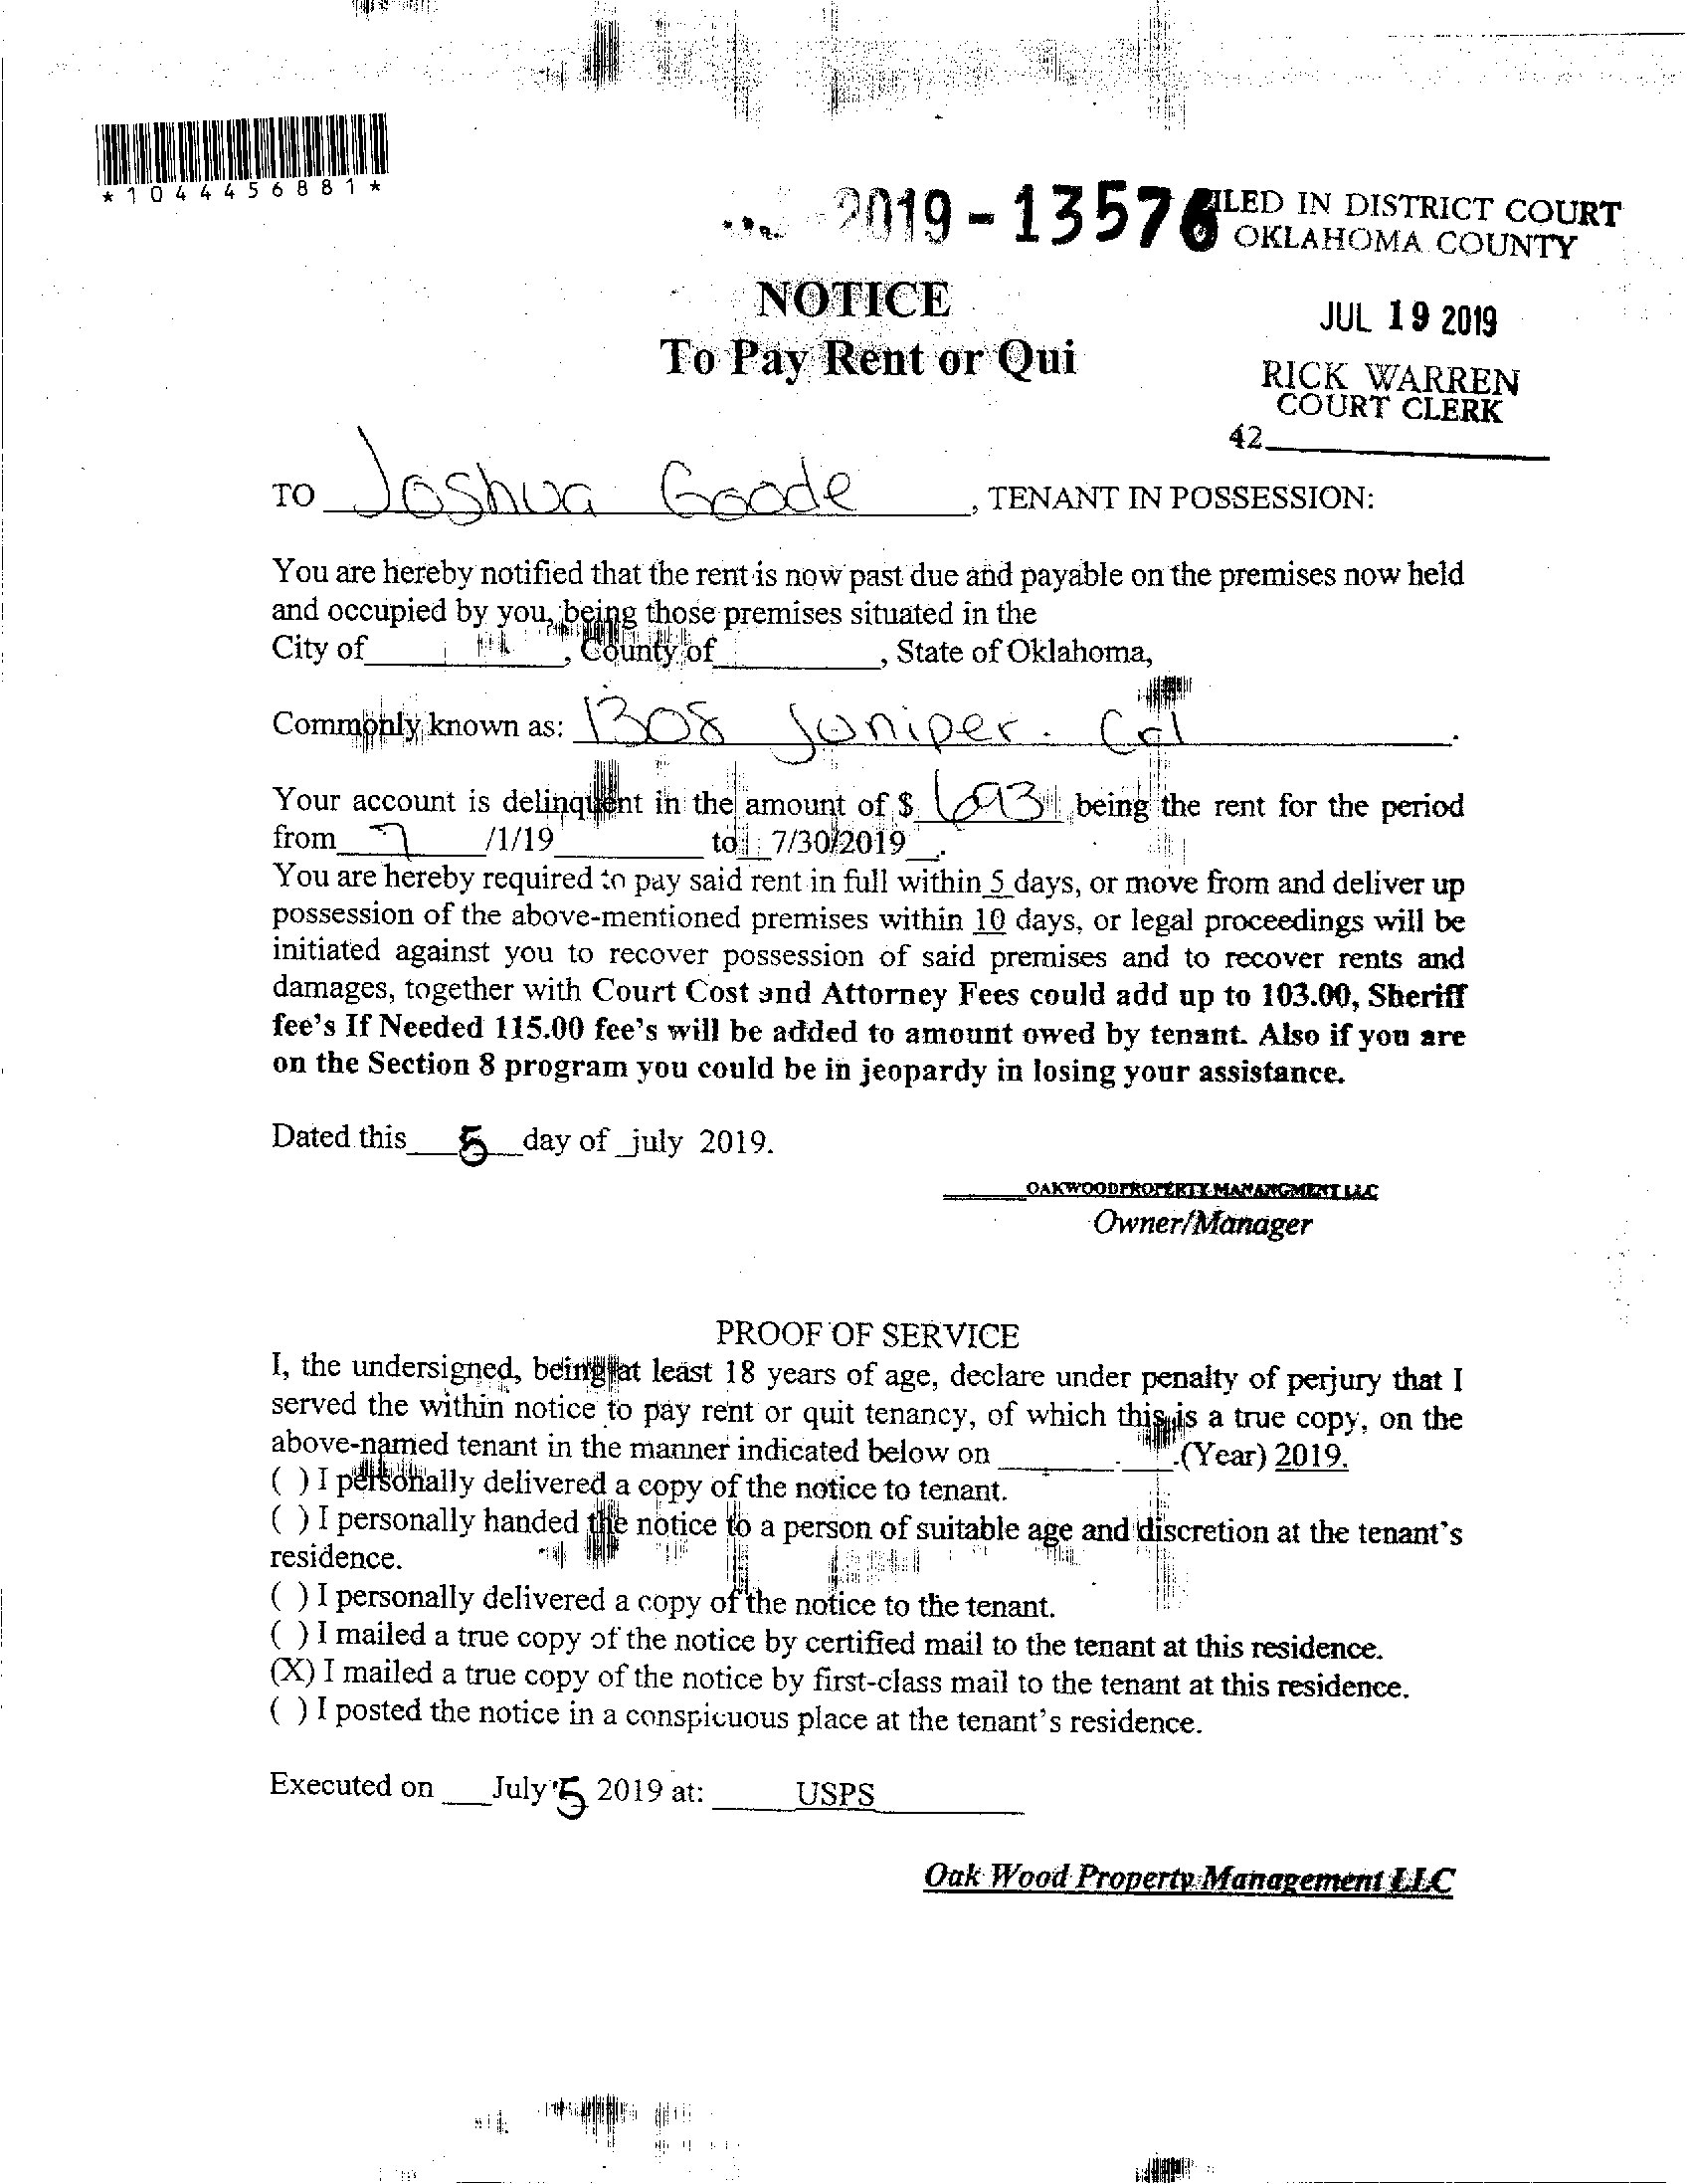 *1044456881*
2019-13576
FILED IN DISTRICT COURT
OKLAHOMA COUNTY
JUL 19 2019
RICK WARREN
COURT CLERK
42
NOTICE
To Pay Rent or Qui
TO Joshua Goode, TENANT IN POSSESSION:
You are hereby notified that the rent is now past due and payable on the premises now held
and occupied by you, being those premises situated in the
City of , County of , State of Oklahoma,
Commonly known as: 1308 Juniper.
Your account is delinquent in the amount of $ 693 being the rent for the period
from 7 /1/19 to 7/30/2019 .
You are hereby required to pay said rent in full within 5 days, or move from and deliver up
possession of the above-mentioned premises within 10 days, or legal proceedings will be
initiated against you to recover possession of said premises and to recover rents and
damages, together with Court Cost and Attorney Fees could add up to 103.00, Sheriff
fee's If Needed 115.00 fee's will be added to amount owed by tenant. Also if you are
on the Section 8 program you could be in jeopardy in losing your assistance.
Dated this 5 day of july 2019.
OAKWOODPROPERTY MANANGMENT LLC
Owner/Manager
PROOF OF SERVICE
I, the undersigned, being at least 18 years of age, declare under penalty of perjury that I
served the within notice to pay rent or quit tenancy, of which this is a true copy, on the
above-named tenant in the manner indicated below on . .(Year) 2019.
( ) I personally delivered a copy of the notice to tenant.
( ) I personally handed the notice to a person of suitable age and discretion at the tenant's
residence.
( ) I personally delivered a copy of the notice to the tenant.
( ) I mailed a true copy of the notice by certified mail to the tenant at this residence.
(X) I mailed a true copy of the notice by first-class mail to the tenant at this residence.
( ) I posted the notice in a conspicuous place at the tenant's residence.
Executed on July 5 2019 at: USPS
Oak Wood Property Management LLC